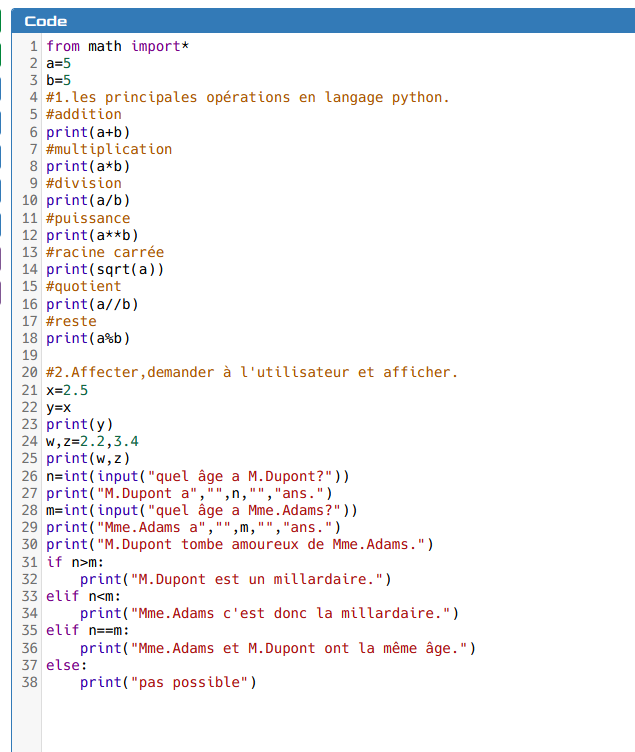 Code
1 from math import*
2 a=5
3 b=5
4 #1.les principales opérations en langage python.
5 #addition
6 print(a+b)
7 #multiplication
8 print(a*b)
9 #division
10 print(a/b)
11 #puissance
12 print(a**b)
13 #racine carrée
14 print(sqrt(a))
15 #quotient
16 print(a//b)
17 #reste
18 print(a%b)
19
20 #2.Affecter,demander à l'utilisateur et afficher.
21 x=2.5
22 y=x
23 print(y)
24 w,z=2.2,3.4
25 print(w,z)
26 n=int(input("quel âge a M.Dupont?"))
27 print("M.Dupont a","",n,"","ans.")
28 m=int(input("quel âge a Mme.Adams?"))
29 print("Mme.Adams a","",m,"","ans.")
30 print("M.Dupont tombe amoureux de Mme.Adams.")
31 if n>m:
32     print("M.Dupont est un millardaire.")
33 elif n<m:
34     print("Mme.Adams c'est donc la millardaire.")
35 elif n==m:
36     print("Mme.Adams et M.Dupont ont la même âge.")
37 else:
38     print("pas possible")